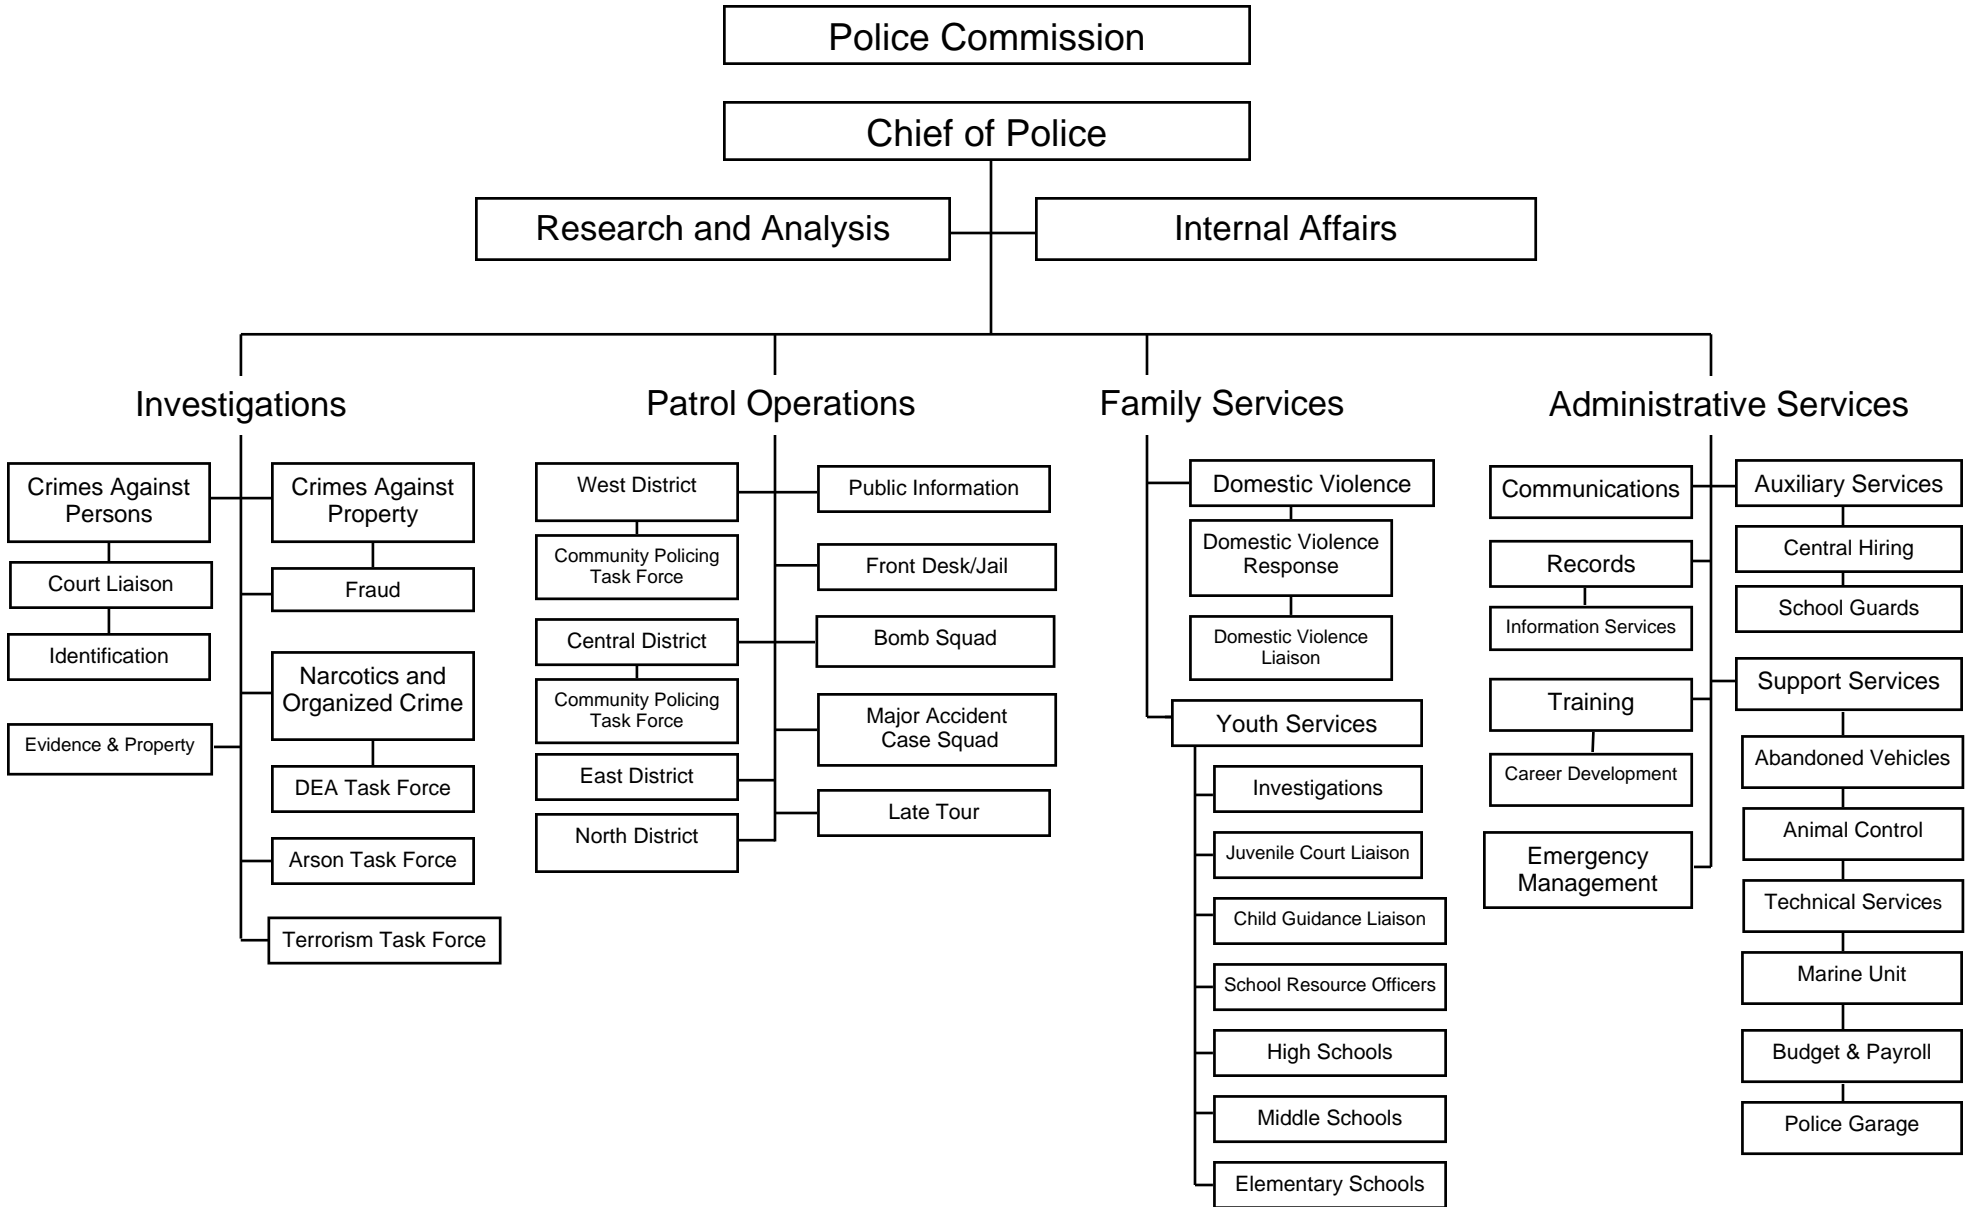 Police Commission
Chief of Police
Research and Analysis
Internal Affairs
Investigations
Crimes Against
Persons
Court Liaison
Identification
Evidence & Property
Crimes Against
Property
Fraud
Narcotics and
Organized Crime
DEA Task Force
Arson Task Force
Terrorism Task Force
Patrol Operations
West District
Community Policing
Task Force
Central District
Community Policing
Task Force
East District
North District
Public Information
Front Desk/Jail
Bomb Squad
Major Accident
Case Squad
Late Tour
Family Services
Domestic Violence
Domestic Violence
Response
Domestic Violence
Liaison
Youth Services
Investigations
Juvenile Court Liaison
Child Guidance Liaison
School Resource Officers
High Schools
Middle Schools
Elementary Schools
Administrative Services
Communications
Records
Information Services
Training
Career Development
Emergency
Management
Auxiliary Services
Central Hiring
School Guards
Support Services
Abandoned Vehicles
Animal Control
Technical Services
Marine Unit
Budget & Payroll
Police Garage